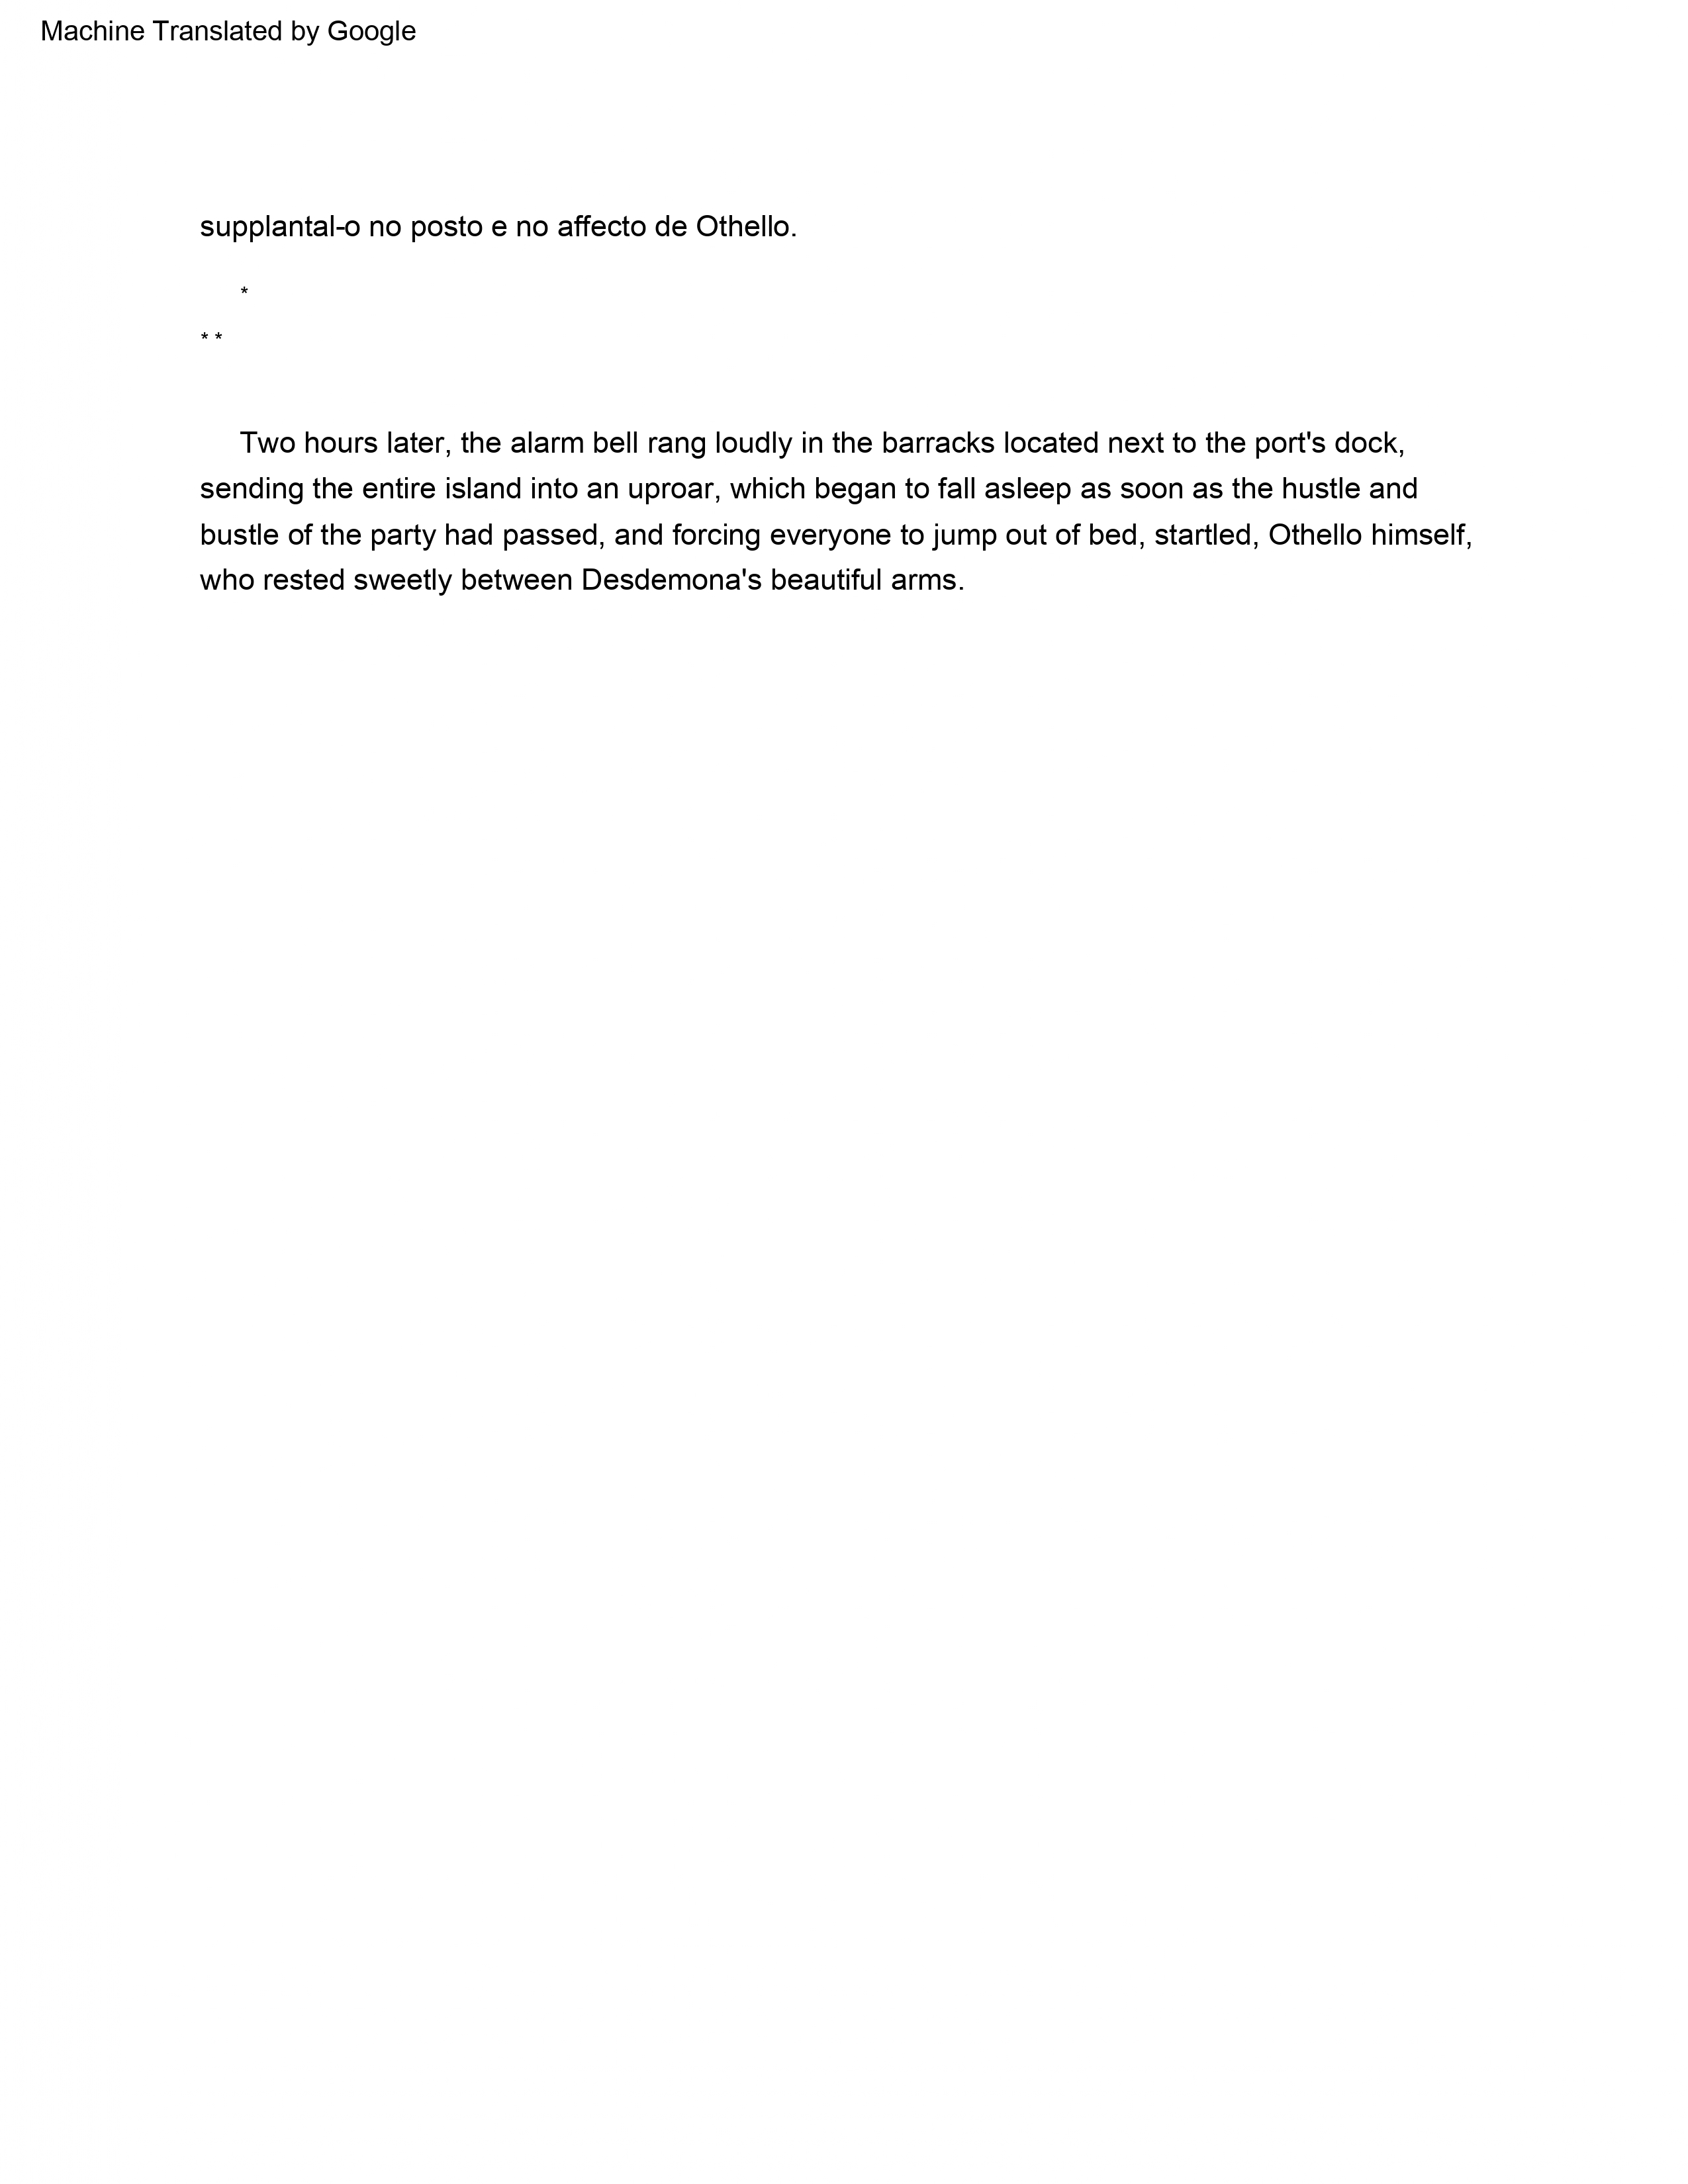 Machine Translated by Google
supplantal-o no posto e no affecto de Othello.
*
* *
Two hours later, the alarm bell rang loudly in the barracks located next to the port's dock,
sending the entire island into an uproar, which began to fall asleep as soon as the hustle and
bustle of the party had passed, and forcing everyone to jump out of bed, startled, Othello himself,
who rested sweetly between Desdemona's beautiful arms.